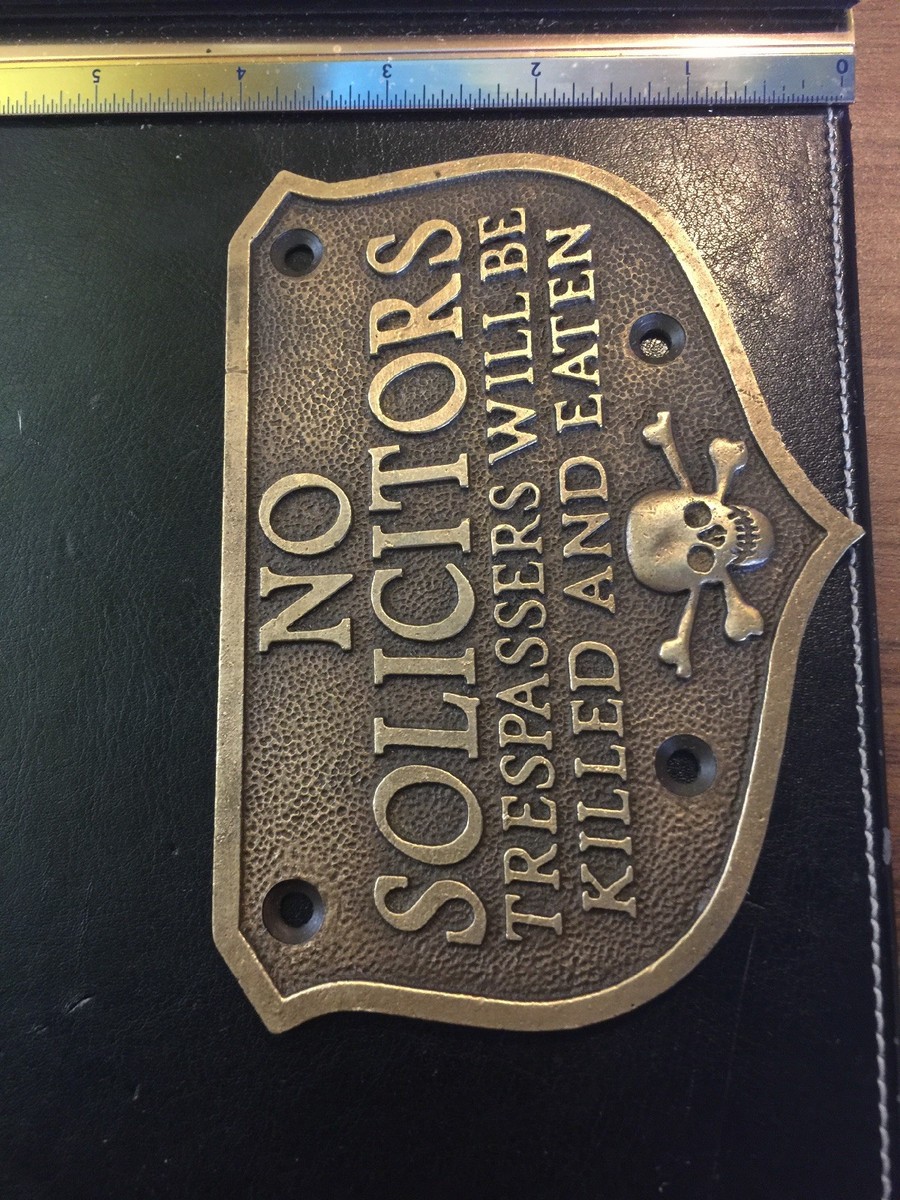 NO
SOLICITORS
TRESPASSERS WILL BE
KILLED AND EATEN
5 4 3 2 1 0